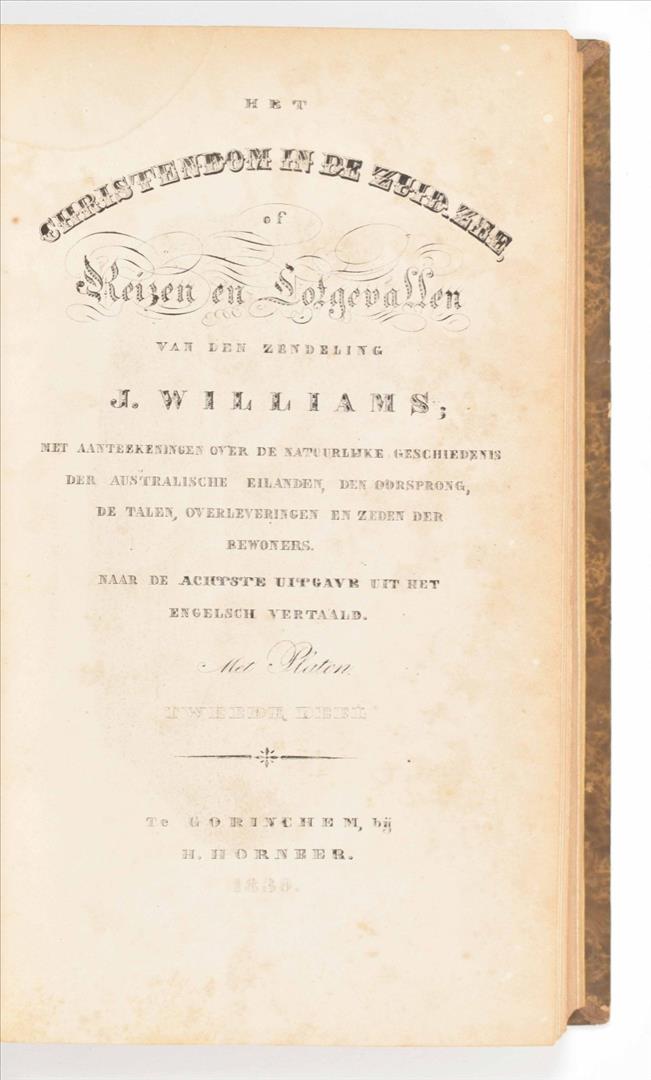 HET
CHRISTENDOM IN DE ZUID-ZEE,
of
Reizen en Lotgevallen
VAN DEN ZENDELING
J. WILLIAMS;
MET AANTEEKENINGEN OVER DE NATUURLIJKE GESCHIEDENIS
DER AUSTRALISCHE EILANDEN, DEN OORSPRONG,
DE TALEN, OVERLEVERINGEN EN ZEDEN DER
BEWONERS.
NAAR DE ACHTSTE UITGAVE UIT HET
ENGELSCH VERTAALD.
Met Platen.
TWEEDE DEEL
Te GORINCHEM, bij
H. HORNEER.